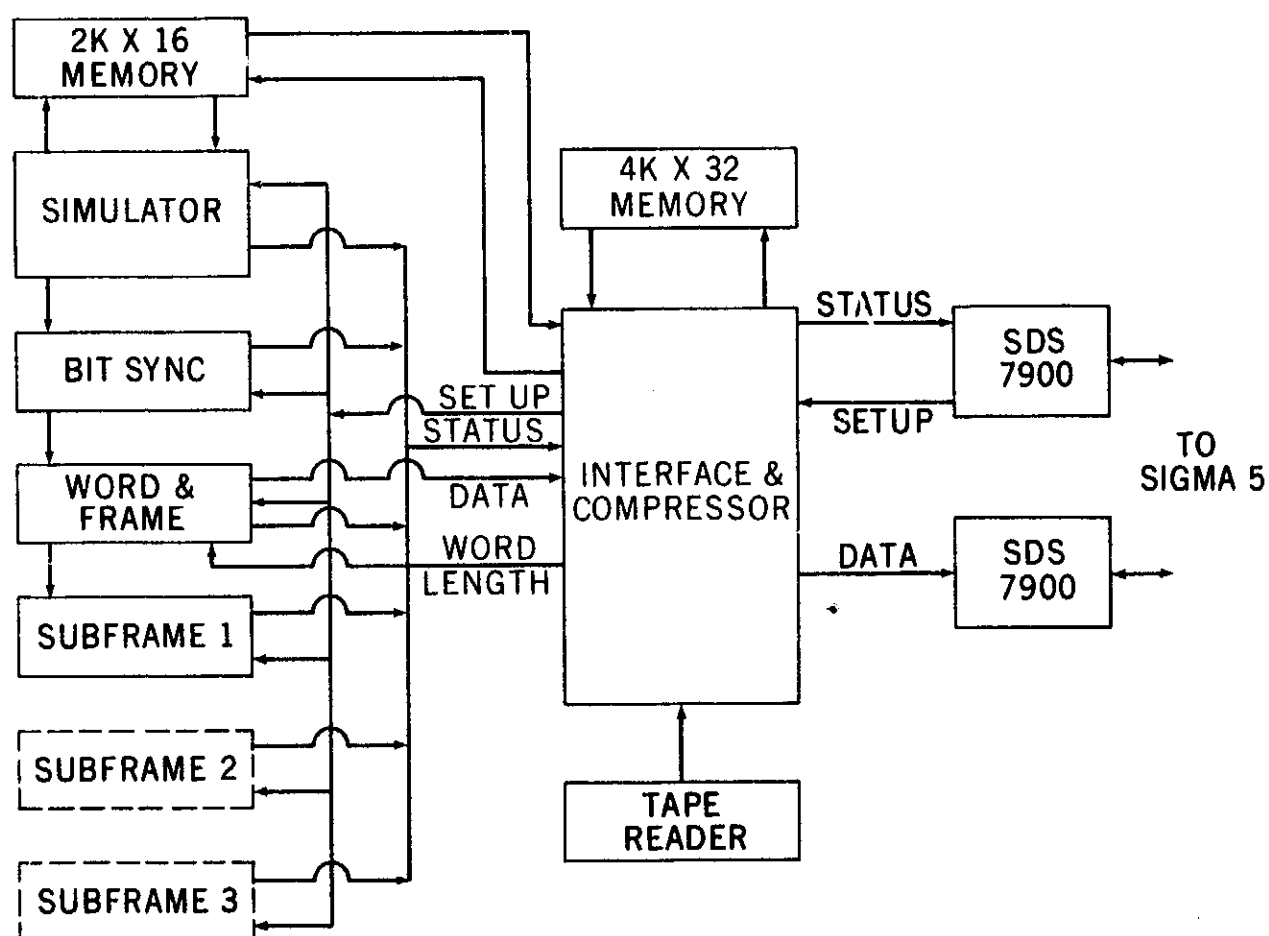 2K X 16
MEMORY
SIMULATOR
BIT SYNC
WORD &
FRAME
SUBFRAME 1
SUBFRAME 2
SUBFRAME 3
SET UP
STATUS
DATA
WORD
LENGTH
4K X 32
MEMORY
INTERFACE &
COMPRESSOR
TAPE
READER
STATUS
SETUP
DATA
SDS
7900
SDS
7900
TO
SIGMA 5